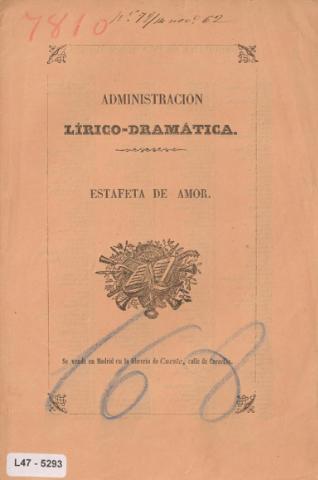 7810
ADMINISTRACION
LÍRICO-DRAMÁTICA.
ESTAFETA DE AMOR.
Se vende en Madrid en la librería de Cuesta, calle de Carretas.
68
L47 - 5293